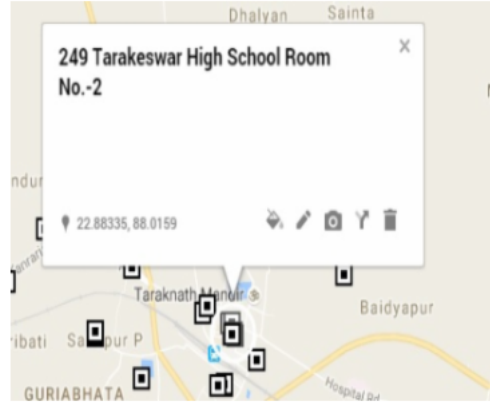 Dhalyan Sainta
249 Tarakeswar High School Room
No.-2
22.88335, 88.0159
Taraknath Mandir
Baidyapur
GURIABHATA
Hospital Rd